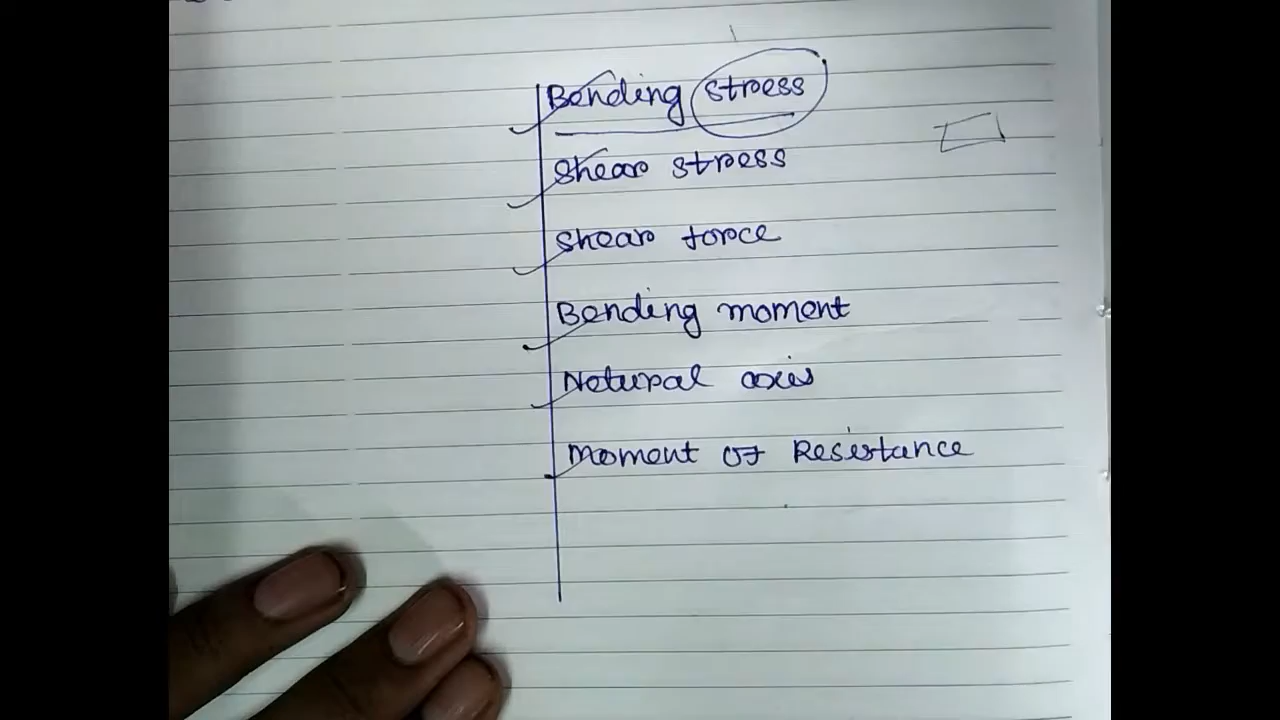 Bending stress
Shear stress
Shear force
Bending moment
Netural axis
Moment of Resistance